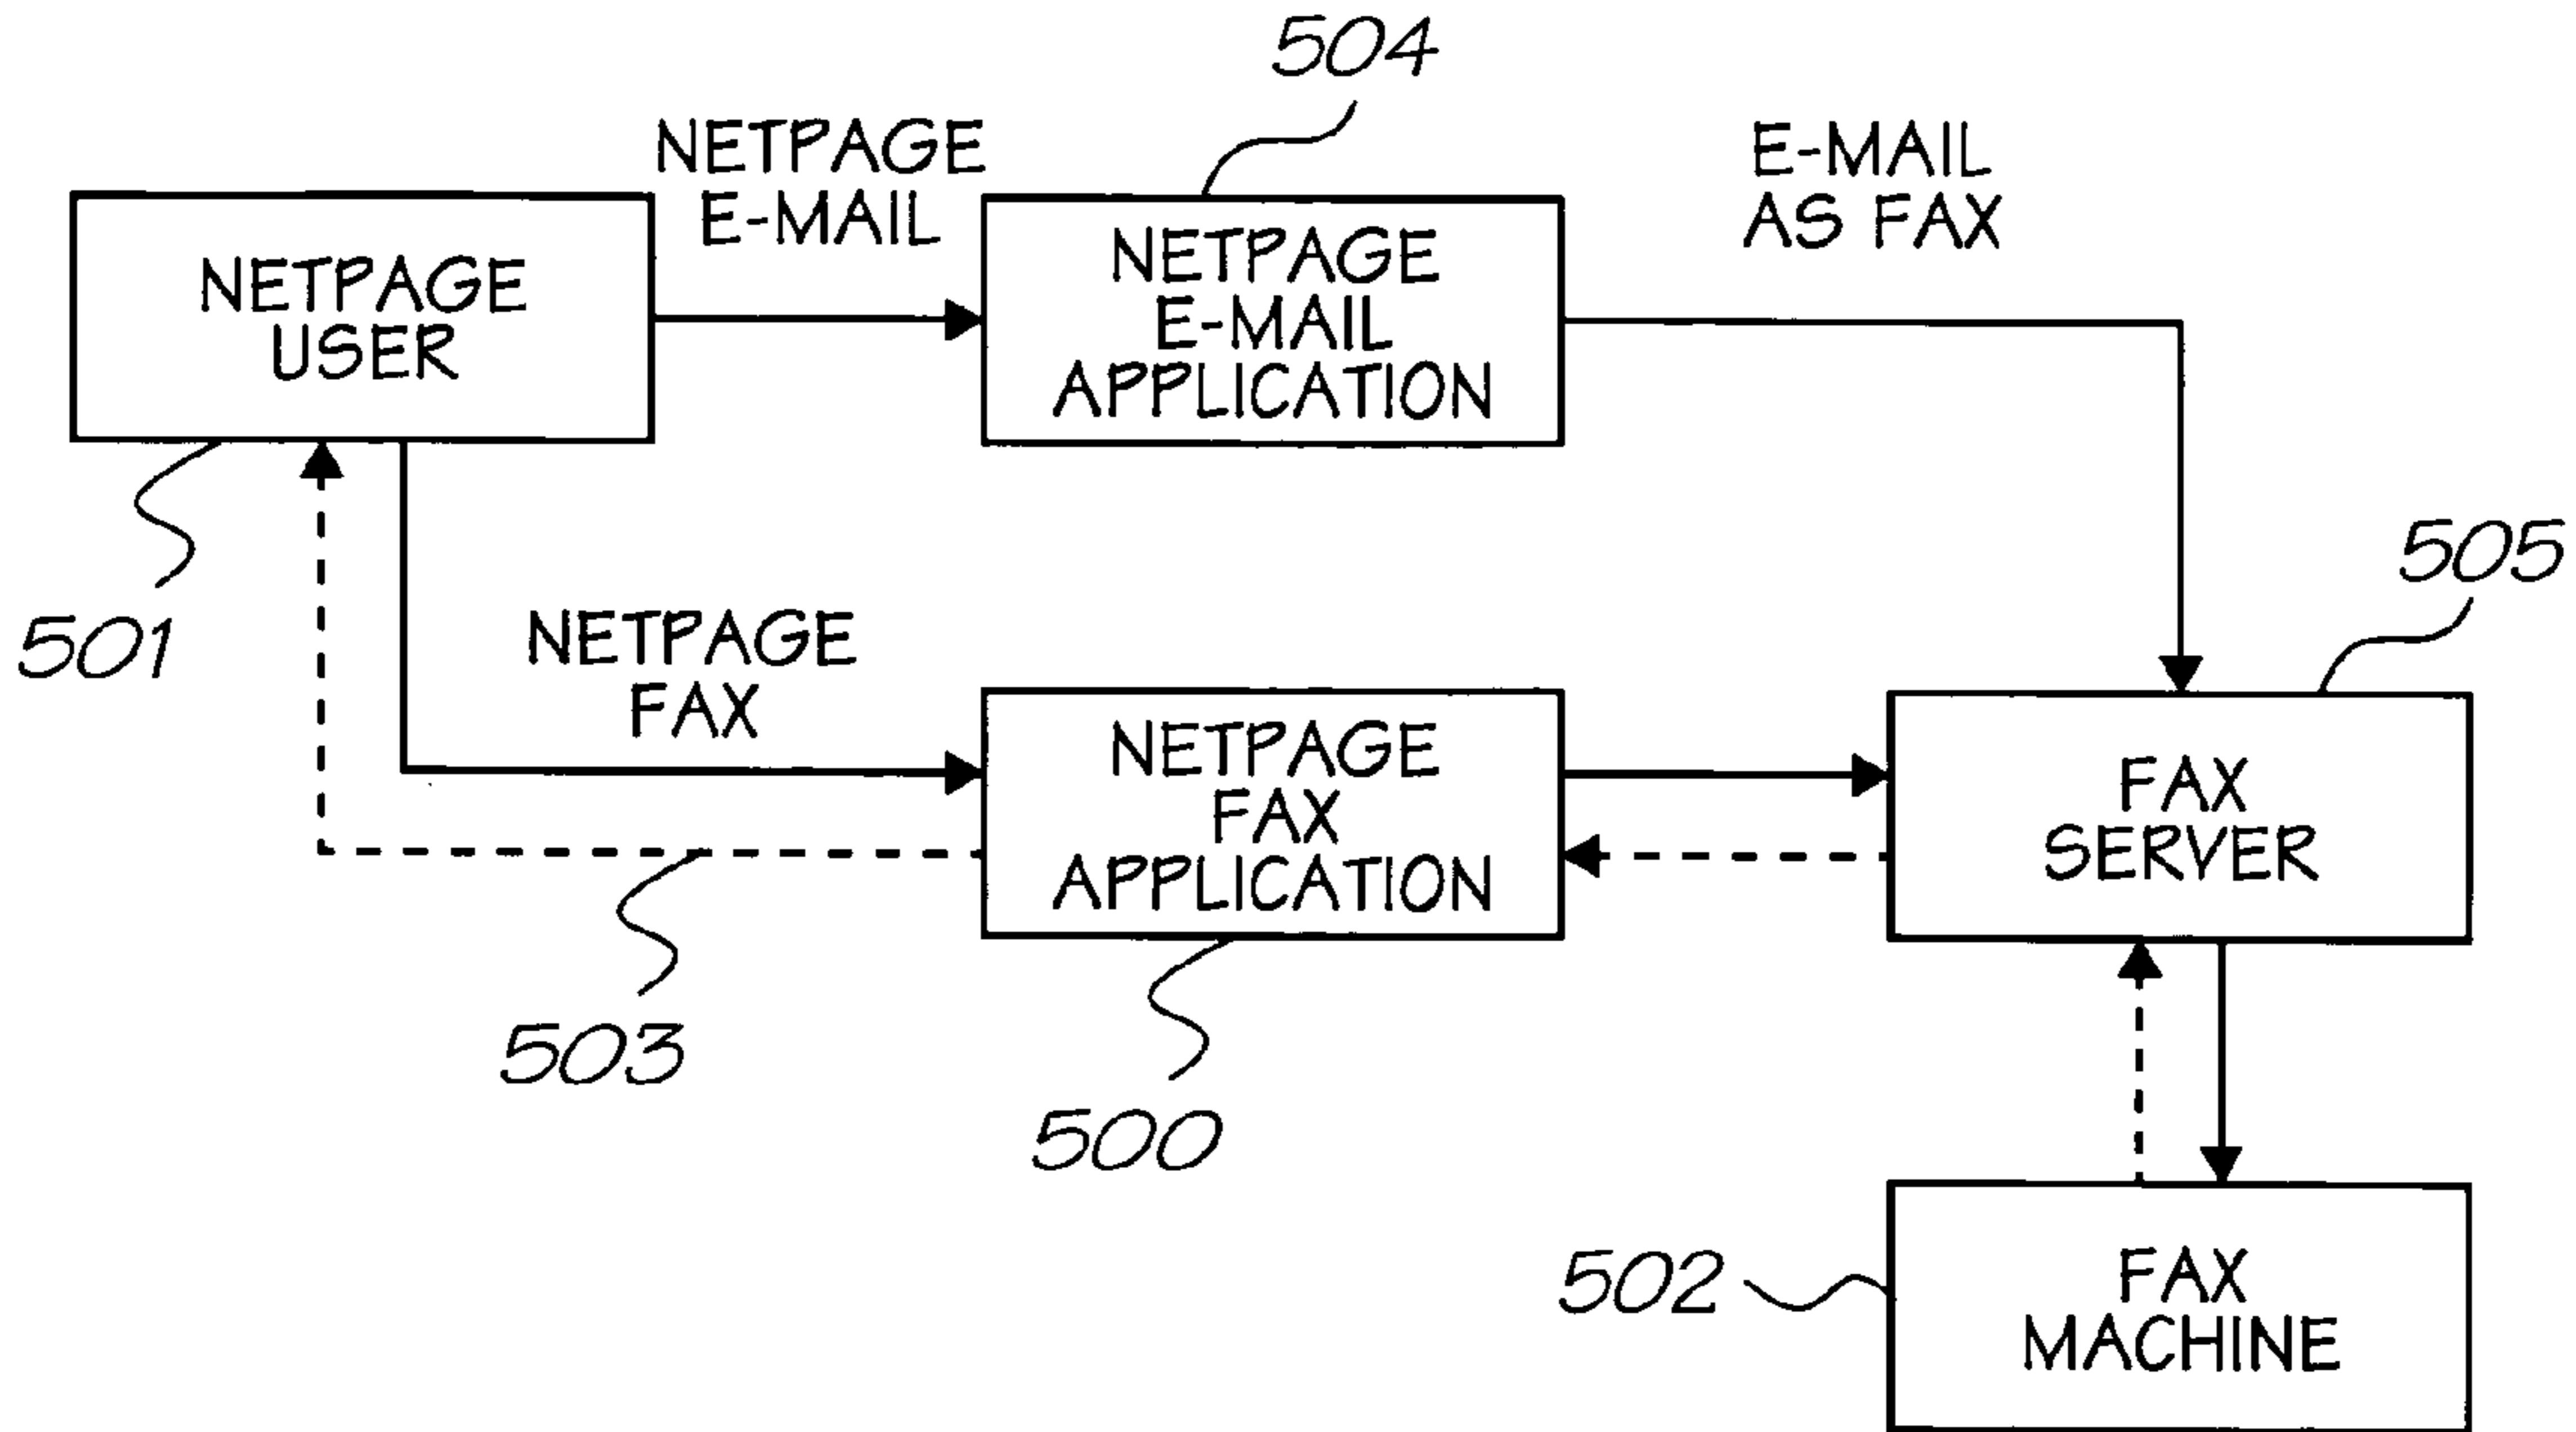 504
NETPAGE
E-MAIL
E-MAIL
AS FAX
NETPAGE
USER
NETPAGE
E-MAIL
APPLICATION
505
501
NETPAGE
FAX
NETPAGE
FAX
APPLICATION
FAX
SERVER
503
500
502
FAX
MACHINE